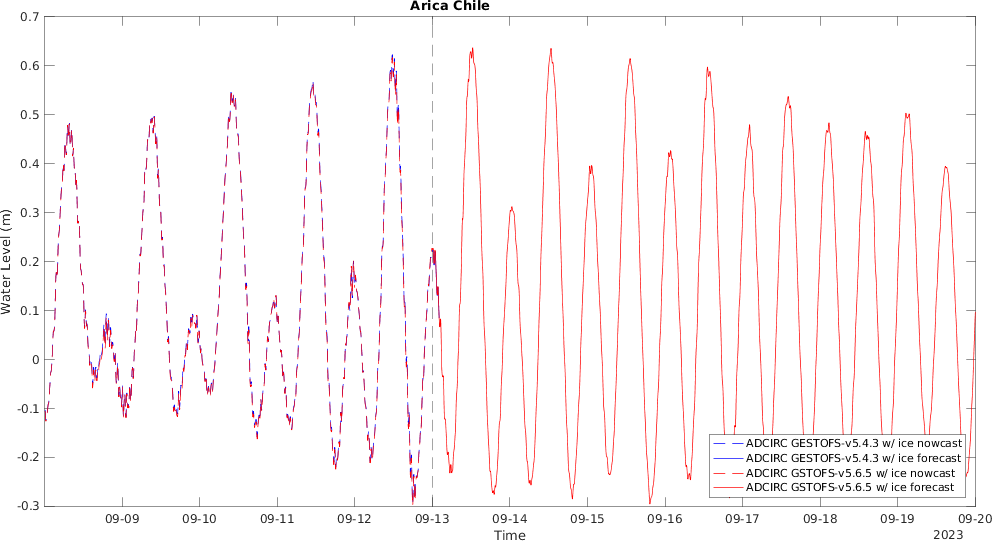 Arica Chile
0.7
0.6
0.5
0.4
0.3
0.2
0.1
0
-0.1
-0.2
-0.3
Water Level (m)
ADCIRC GESTOFS-v5.4.3 w/ ice nowcast
ADCIRC GESTOFS-v5.4.3 w/ ice forecast
ADCIRC GSTOFS-v5.6.5 w/ ice nowcast
ADCIRC GSTOFS-v5.6.5 w/ ice forecast
09-09 09-10 09-11 09-12 09-13 09-14 09-15 09-16 09-17 09-18 09-19 09-20
Time
2023